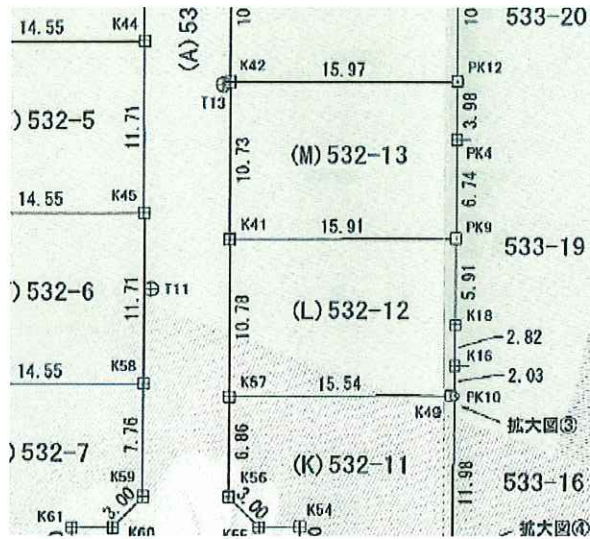 14.55
K44
(A) 53
10
10
533-20
K42
15.97
PK12
T13
) 532-5
11.71
10.73
(M) 532-13
3.98
PK4
6.74
14.55
K45
K41
15.91
PK9
533-19
) 532-6
11.71
T11
10.78
(L) 532-12
5.91
K18
2.82
K16
2.03
14.55
K58
K57
15.54
K49
PK10
拡大図③
) 532-7
7.76
6.86
(K) 532-11
11.98
533-16
K59
3.00
K56
3.00
K61
K60
K55
K54
拡大図④